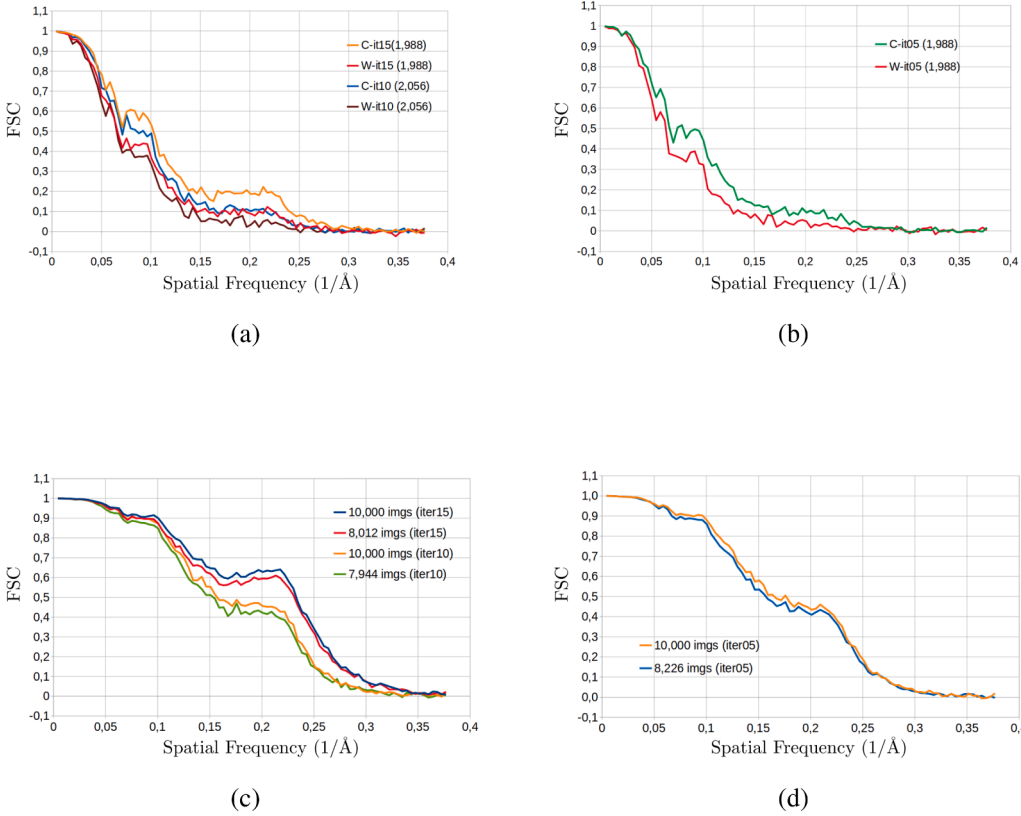 1,1
1
0,9
0,8
0,7
0,6
0,5
0,4
0,3
0,2
0,1
0
-0,1
FSC
C-it15(1,988)
W-it15 (1,988)
C-it10 (2,056)
W-it10 (2,056)
0 0,05 0,1 0,15 0,2 0,25 0,3 0,35 0,4
Spatial Frequency (1/Å)
(a)
1,1
1
0,9
0,8
0,7
0,6
0,5
0,4
0,3
0,2
0,1
0
-0,1
FSC
C-it05 (1,988)
W-it05 (1,988)
0 0,05 0,1 0,15 0,2 0,25 0,3 0,35 0,4
Spatial Frequency (1/Å)
(b)
1,1
1
0,9
0,8
0,7
0,6
0,5
0,4
0,3
0,2
0,1
0
-0,1
FSC
10,000 imgs (iter15)
8,012 imgs (iter15)
10,000 imgs (iter10)
7,944 imgs (iter10)
0 0,05 0,1 0,15 0,2 0,25 0,3 0,35 0,4
Spatial Frequency (1/Å)
(c)
1,1
1,0
0,9
0,8
0,7
0,6
0,5
0,4
0,3
0,2
0,1
0,0
-0,1
FSC
10,000 imgs (iter05)
8,226 imgs (iter05)
0 0,05 0,1 0,15 0,2 0,25 0,3 0,35 0,
Spatial Frequency (1/Å)
(d)